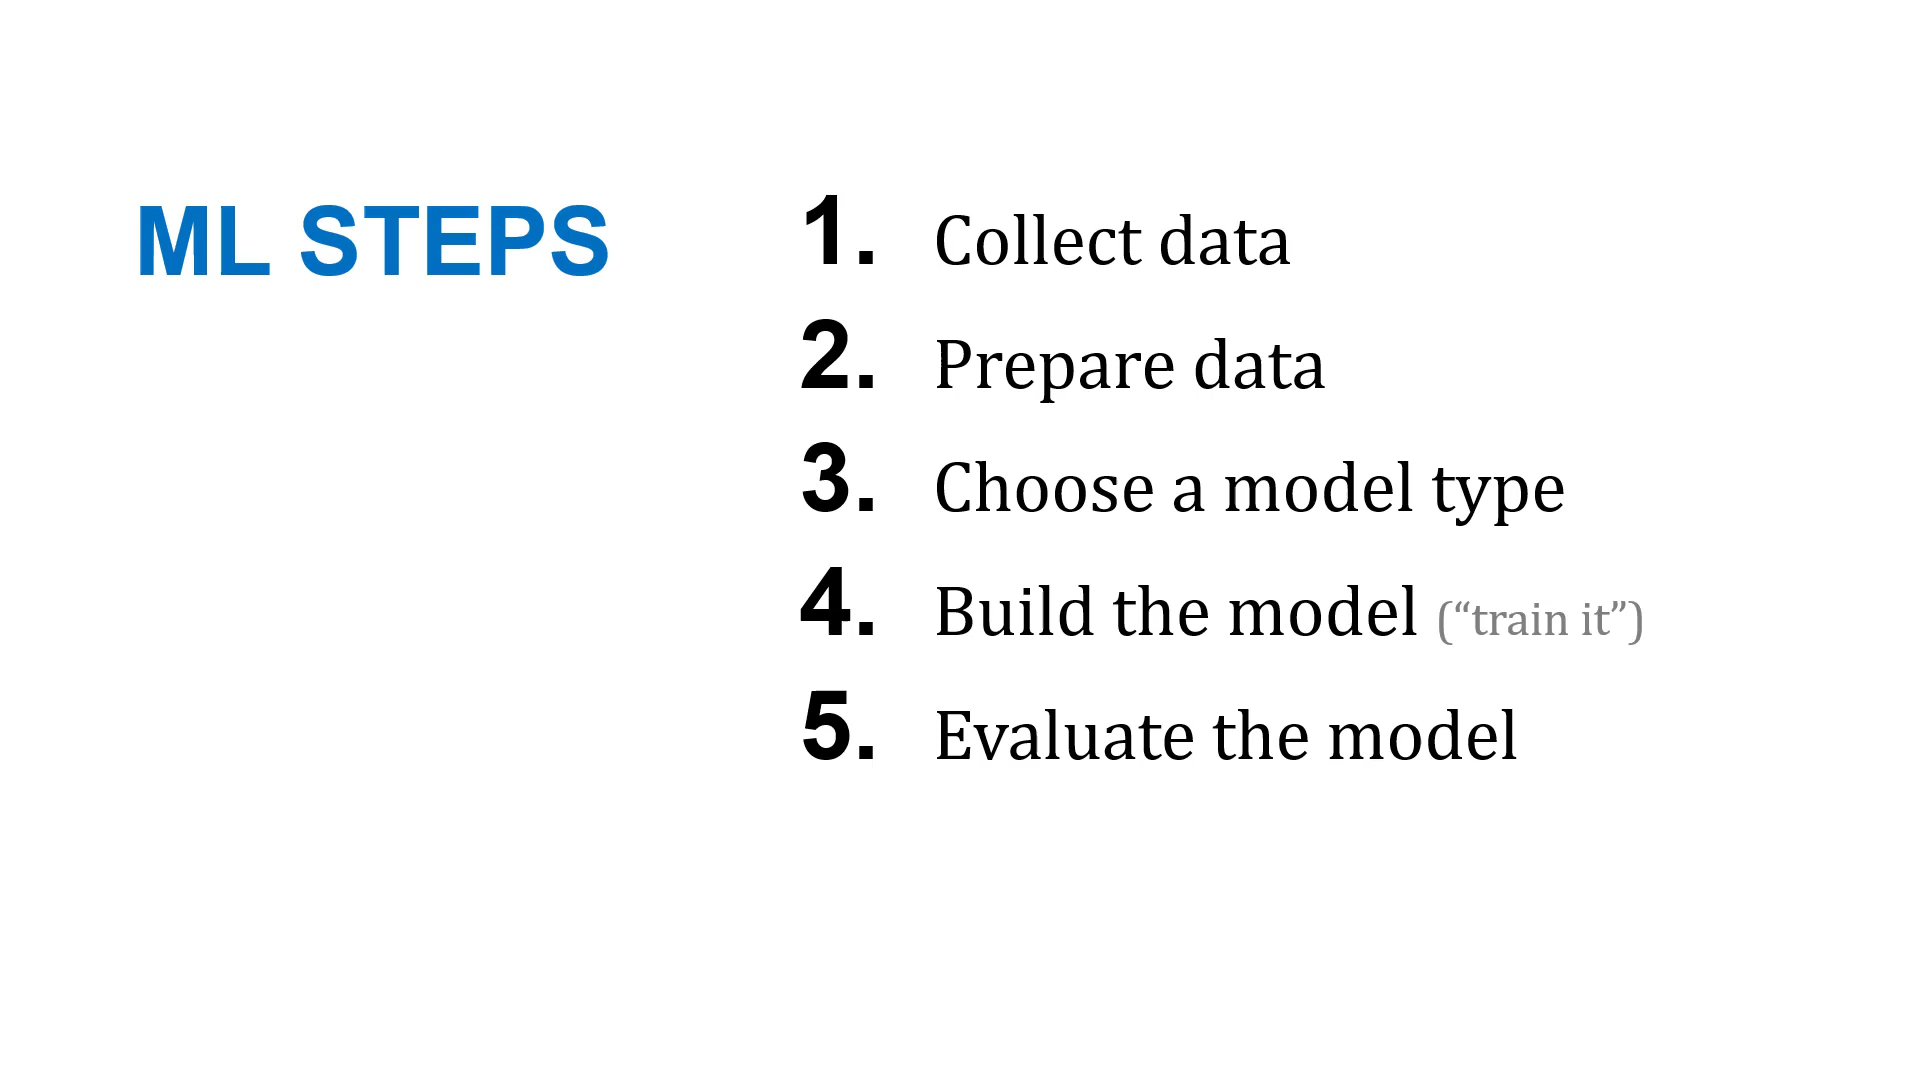 ML STEPS
1. Collect data
2. Prepare data
3. Choose a model type
4. Build the model (“train it”)
5. Evaluate the model